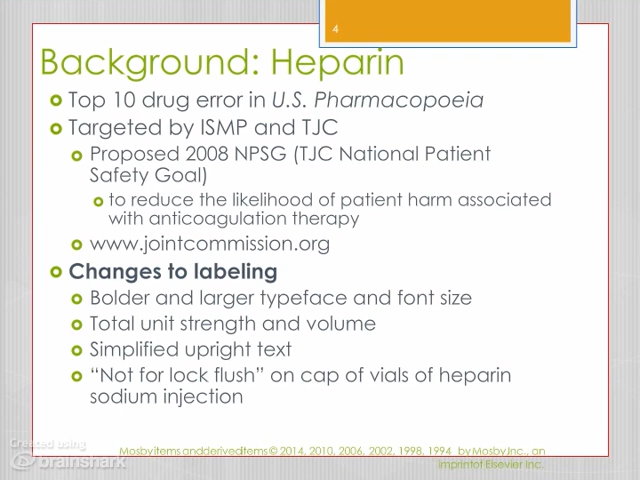 4
Background: Heparin
Top 10 drug error in U.S. Pharmacopoeia
Targeted by ISMP and TJC
Proposed 2008 NPSG (TJC National Patient
Safety Goal)
to reduce the likelihood of patient harm associated
with anticoagulation therapy
www.jointcommission.org
Changes to labeling
Bolder and larger typeface and font size
Total unit strength and volume
Simplified upright text
“Not for lock flush” on cap of vials of heparin
sodium injection
Mosby items and derived items © 2014, 2010, 2006, 2002, 1998, 1994 by Mosby, Inc., an
imprint of Elsevier Inc.
Created using
brainshark